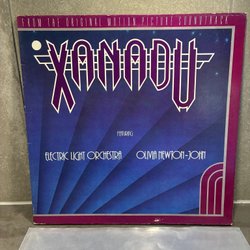 FROM THE ORIGINAL MOTION PICTURE SOUNDTRACK
XANADU
FEATURING
ELECTRIC LIGHT ORCHESTRA OLIVIA NEWTON-JOHN